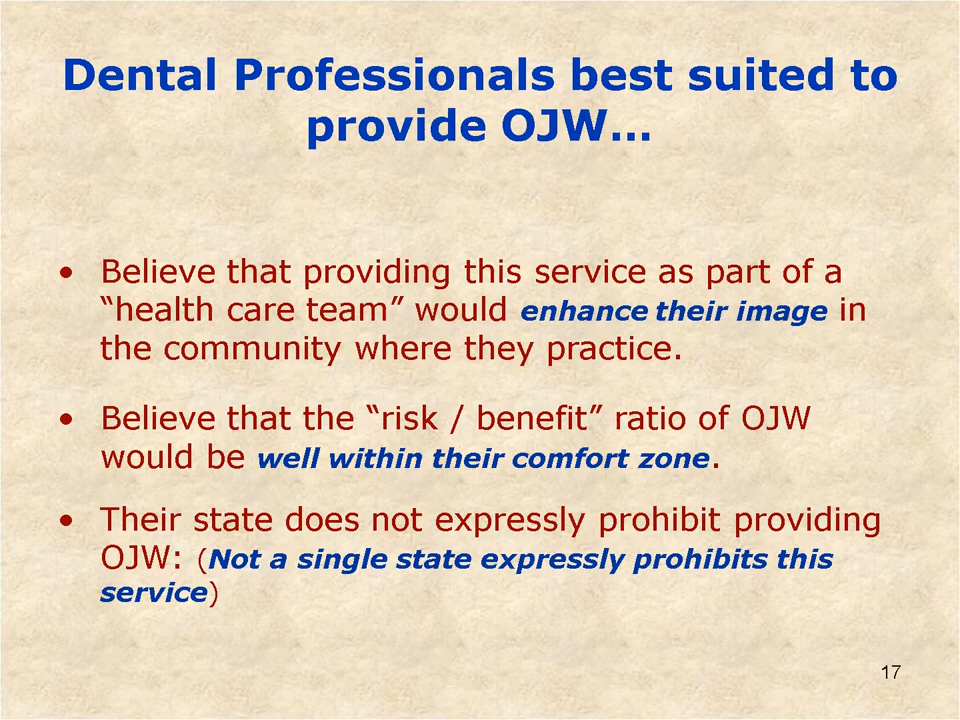 Dental Professionals best suited to
provide OJW…
• Believe that providing this service as part of a
“health care team” would enhance their image in
the community where they practice.
• Believe that the “risk / benefit” ratio of OJW
would be well within their comfort zone.
• Their state does not expressly prohibit providing
OJW: (Not a single state expressly prohibits this
service)
17